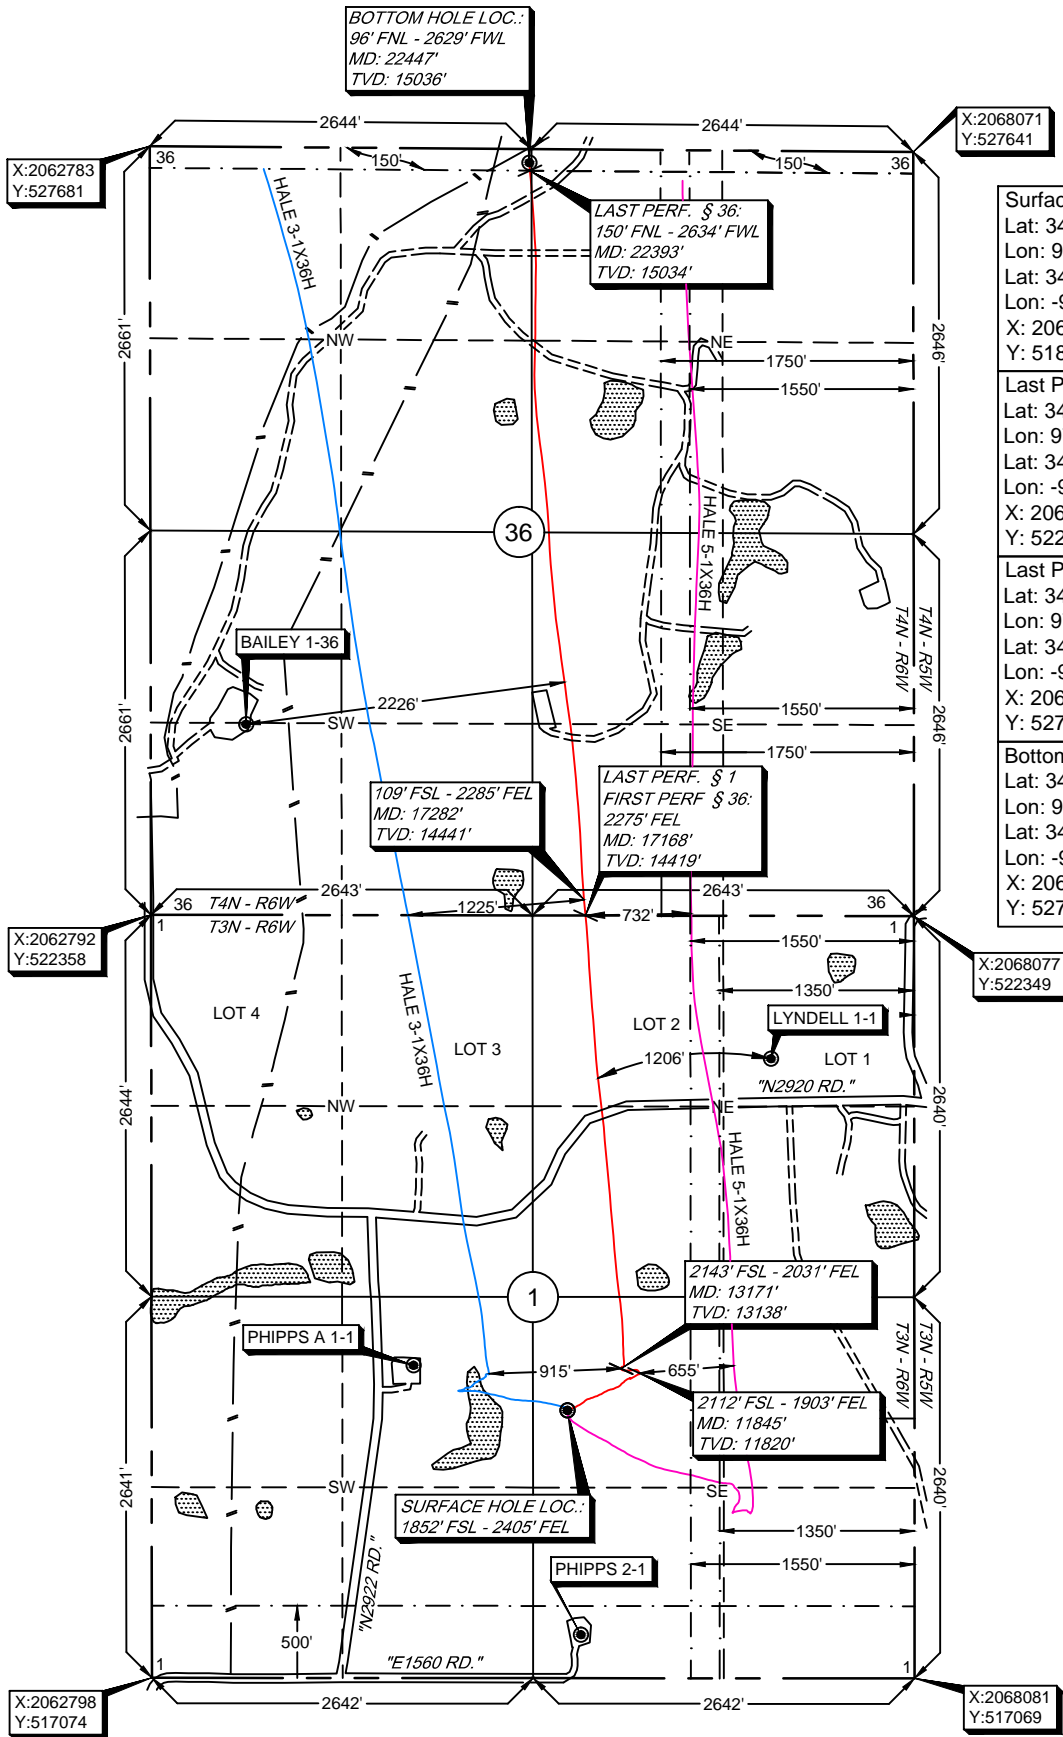 BOTTOM HOLE LOC.:
96' FNL - 2629' FWL
MD: 22447'
TVD: 15036'
2644'
2644'
X:2068071
Y:527641
X:2062783
Y:527681
36
150'
150'
36
LAST PERF. § 36:
150' FNL - 2634' FWL
MD: 22393'
TVD: 15034'
HALE 3-1X36H
Surfac
Lat: 34
Lon: 9
Lat: 34
Lon: -9
X: 206
Y: 518
Last P
Lat: 34
Lon: 9
Lat: 34
Lon: -9
X: 206
Y: 522
Last P
Lat: 34
Lon: 9
Lat: 34
Lon: -9
X: 206
Y: 527
Bottom
Lat: 34
Lon: 9
Lat: 34
Lon: -9
X: 206
Y: 527
2661'
NW
NE
2646'
1750'
1550'
36
HALE 5-1X36H
T4N - R6W
T4N - R5W
BAILEY 1-36
2226'
1550'
2661'
SW
SE
2646'
1750'
109' FSL - 2285' FEL
MD: 17282'
TVD: 14441'
LAST PERF. § 1
FIRST PERF § 36:
2275' FEL
MD: 17168'
TVD: 14419'
2643'
2643'
36
T4N - R6W
1225'
732'
36
1
T3N - R6W
1
X:2062792
Y:522358
1550'
X:2068077
Y:522349
1350'
LOT 4
LOT 3
LOT 2
LYNDELL 1-1
LOT 1
1206'
HALE 3-1X36H
"N2920 RD."
2644'
NW
NE
2640'
HALE 5-1X36H
2143' FSL - 2031' FEL
MD: 13171'
TVD: 13138'
1
PHIPPS A 1-1
T3N - R6W
T3N - R5W
915'
655'
2112' FSL - 1903' FEL
MD: 11845'
TVD: 11820'
2641'
SW
SE
2640'
SURFACE HOLE LOC.:
1852' FSL - 2405' FEL
1350'
1550'
"N2922 RD."
PHIPPS 2-1
500'
"E1560 RD."
1
1
X:2062798
Y:517074
2642'
2642'
X:2068081
Y:517069